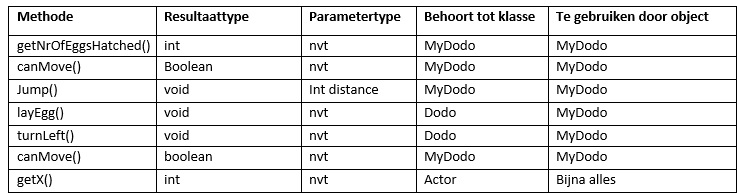 Methode Resultaattype Parametertype Behoort tot klasse Te gebruiken door object
getNrOfEggsHatched() int nvt MyDodo MyDodo
canMove() Boolean nvt MyDodo MyDodo
Jump() void Int distance MyDodo MyDodo
layEgg() void nvt Dodo MyDodo
turnLeft() void nvt Dodo MyDodo
canMove() boolean nvt MyDodo MyDodo
getX() int nvt Actor Bijna alles